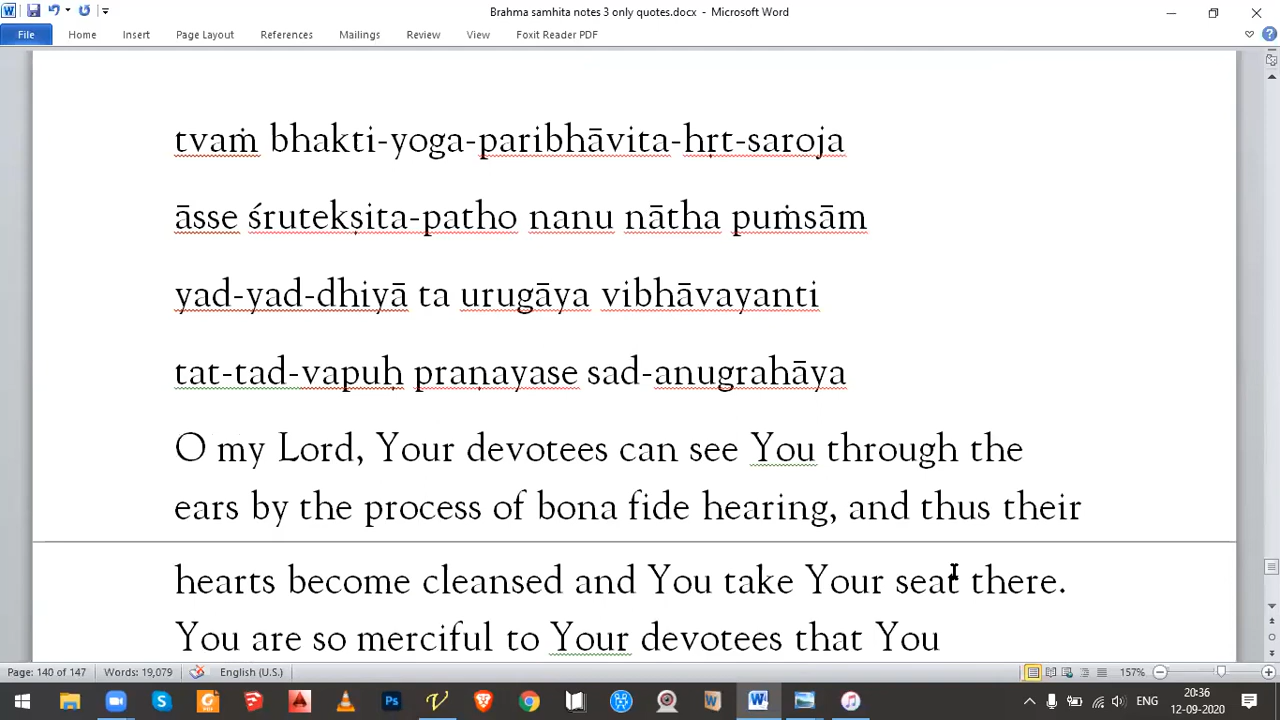 Brahma samhita notes 3 only quotes.docx - Microsoft Word
File Home Insert Page Layout References Mailings Review View Foxit Reader PDF
tvaṁ bhakti-yoga-paribhāvita-hṛt-saroja
āsse śrutekṣita-patho nanu nātha puṁsām
yad-yad-dhiyā ta urugāya vibhāvayanti
tat-tad-vapuḥ praṇayase sad-anugrahāya
O my Lord, Your devotees can see You through the
ears by the process of bona fide hearing, and thus their
hearts become cleansed and You take Your seat there.
You are so merciful to Your devotees that You
Page: 140 of 147 Words: 19,079 English (U.S.) 157%
ENG 20:36
12-09-2020